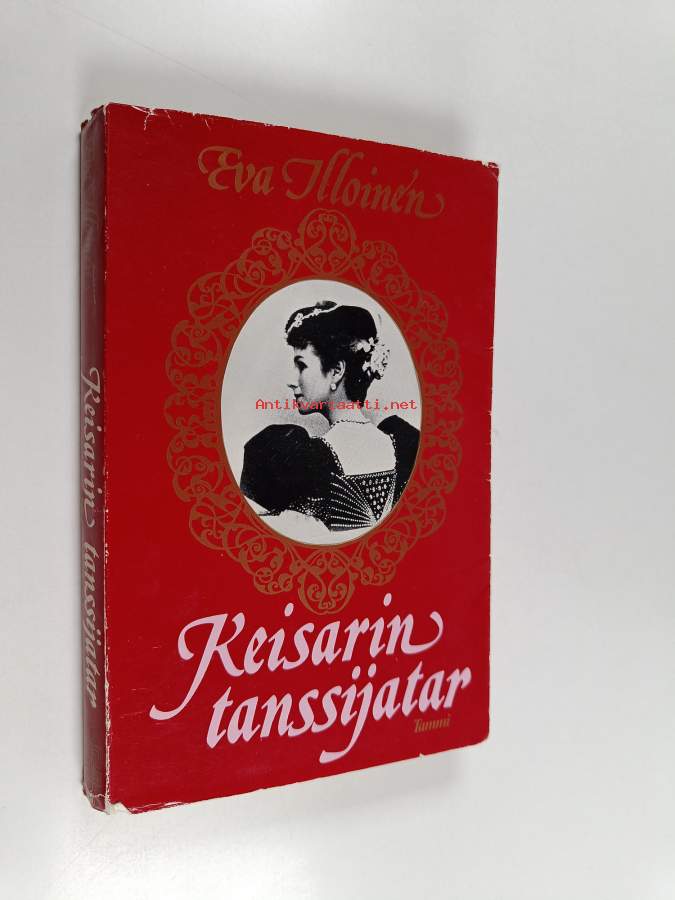 Eva Illoinen
Antikvariaatti.net
Keisarin
tanssijatar
Tammi
Keisarin tanssijatar